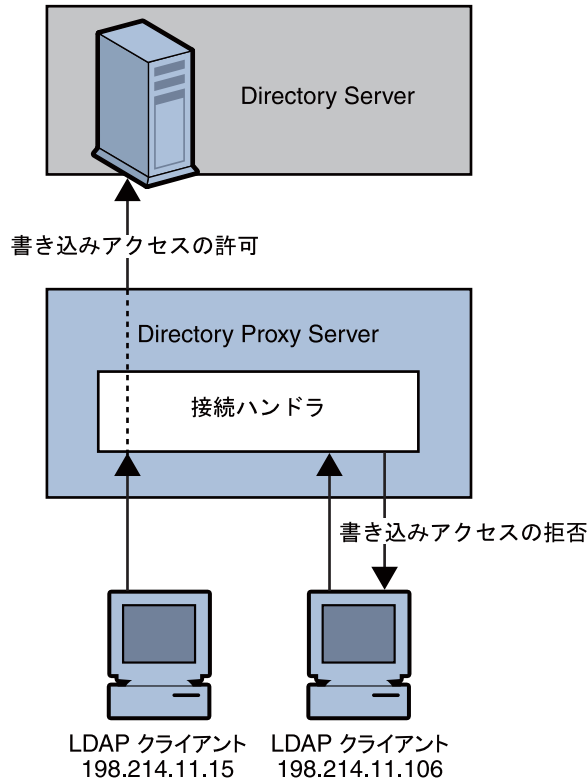 Directory Server
書き込みアクセスの許可
Directory Proxy Server
接続ハンドラ
書き込みアクセスの拒否
LDAP クライアント
198.214.11.15
LDAP クライアント
198.214.11.106